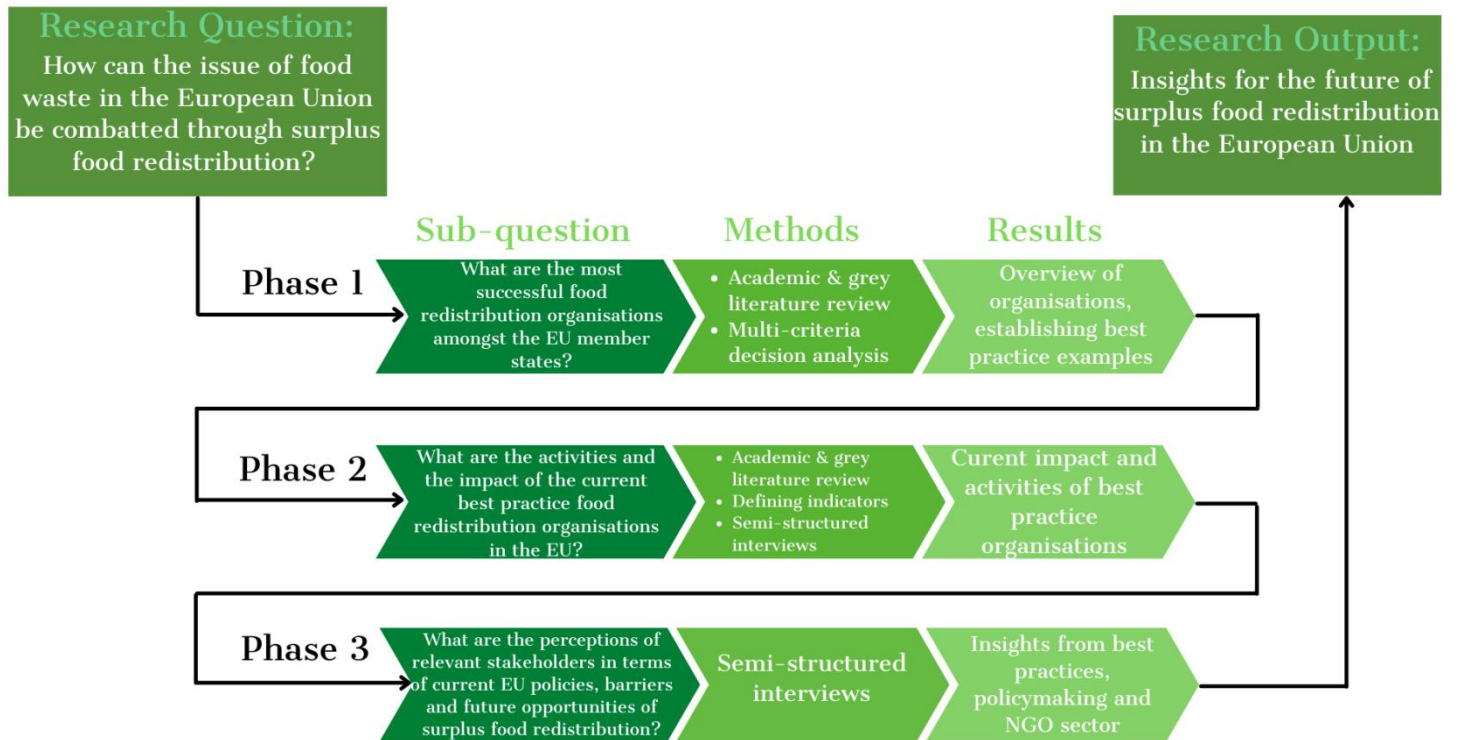 Research Question:
How can the issue of food
waste in the European Union
be combatted through surplus
food redistribution?
Research Output:
Insights for the future of
surplus food redistribution
in the European Union
Sub-question
Methods
Results
Phase 1
What are the most
successful food
redistribution organisations
amongst the EU member
states?
• Academic & grey
literature review
• Multi-criteria
decision analysis
Overview of
organisations,
establishing best
practice examples
Phase 2
What are the activities and
the impact of the current
best practice food
redistribution organisations
in the EU?
• Academic & grey
literature review
• Defining indicators
• Semi-structured
interviews
Curent impact and
activities of best
practice
organisations
Phase 3
What are the perceptions of
relevant stakeholders in terms
of current EU policies, barriers
and future opportunities of
surplus food redistribution?
Semi-structured
interviews
Insights from best
practices,
policymaking and
NGO sector